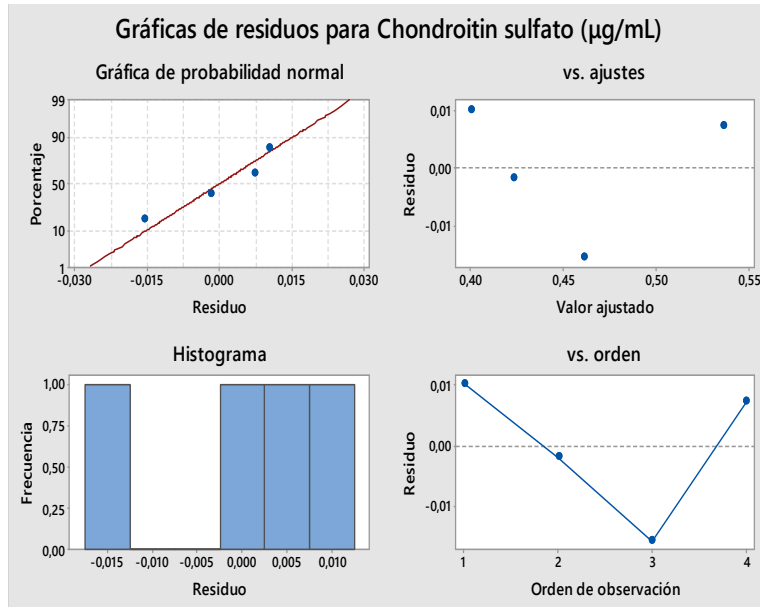 Gráficas de residuos para Chondroitin sulfato (µg/mL)
Gráfica de probabilidad normal
99
90
50
10
1
Porcentaje
-0,030 -0,015 0,000 0,015 0,030
Residuo
vs. ajustes
0,01
0,00
-0,01
Residuo
0,40 0,45 0,50 0,55
Valor ajustado
Histograma
1,00
0,75
0,50
0,25
0,00
Frecuencia
-0,015 -0,010 -0,005 0,000 0,005 0,010
Residuo
vs. orden
0,01
0,00
-0,01
Residuo
1 2 3 4
Orden de observación